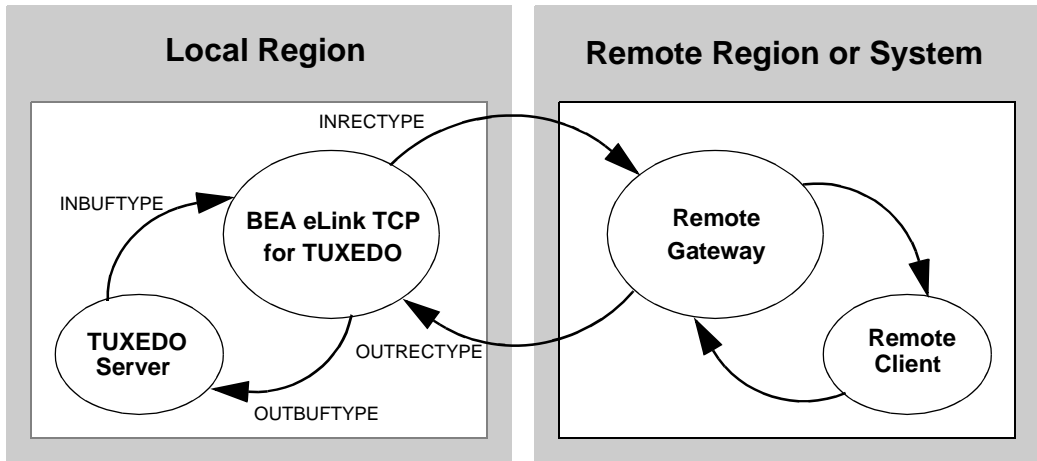 Local Region
Remote Region or System
INRECTYPE
INBUFTYPE
BEA eLink TCP
for TUXEDO
Remote
Gateway
TUXEDO
Server
OUTRECTYPE
Remote
Client
OUTBUFTYPE